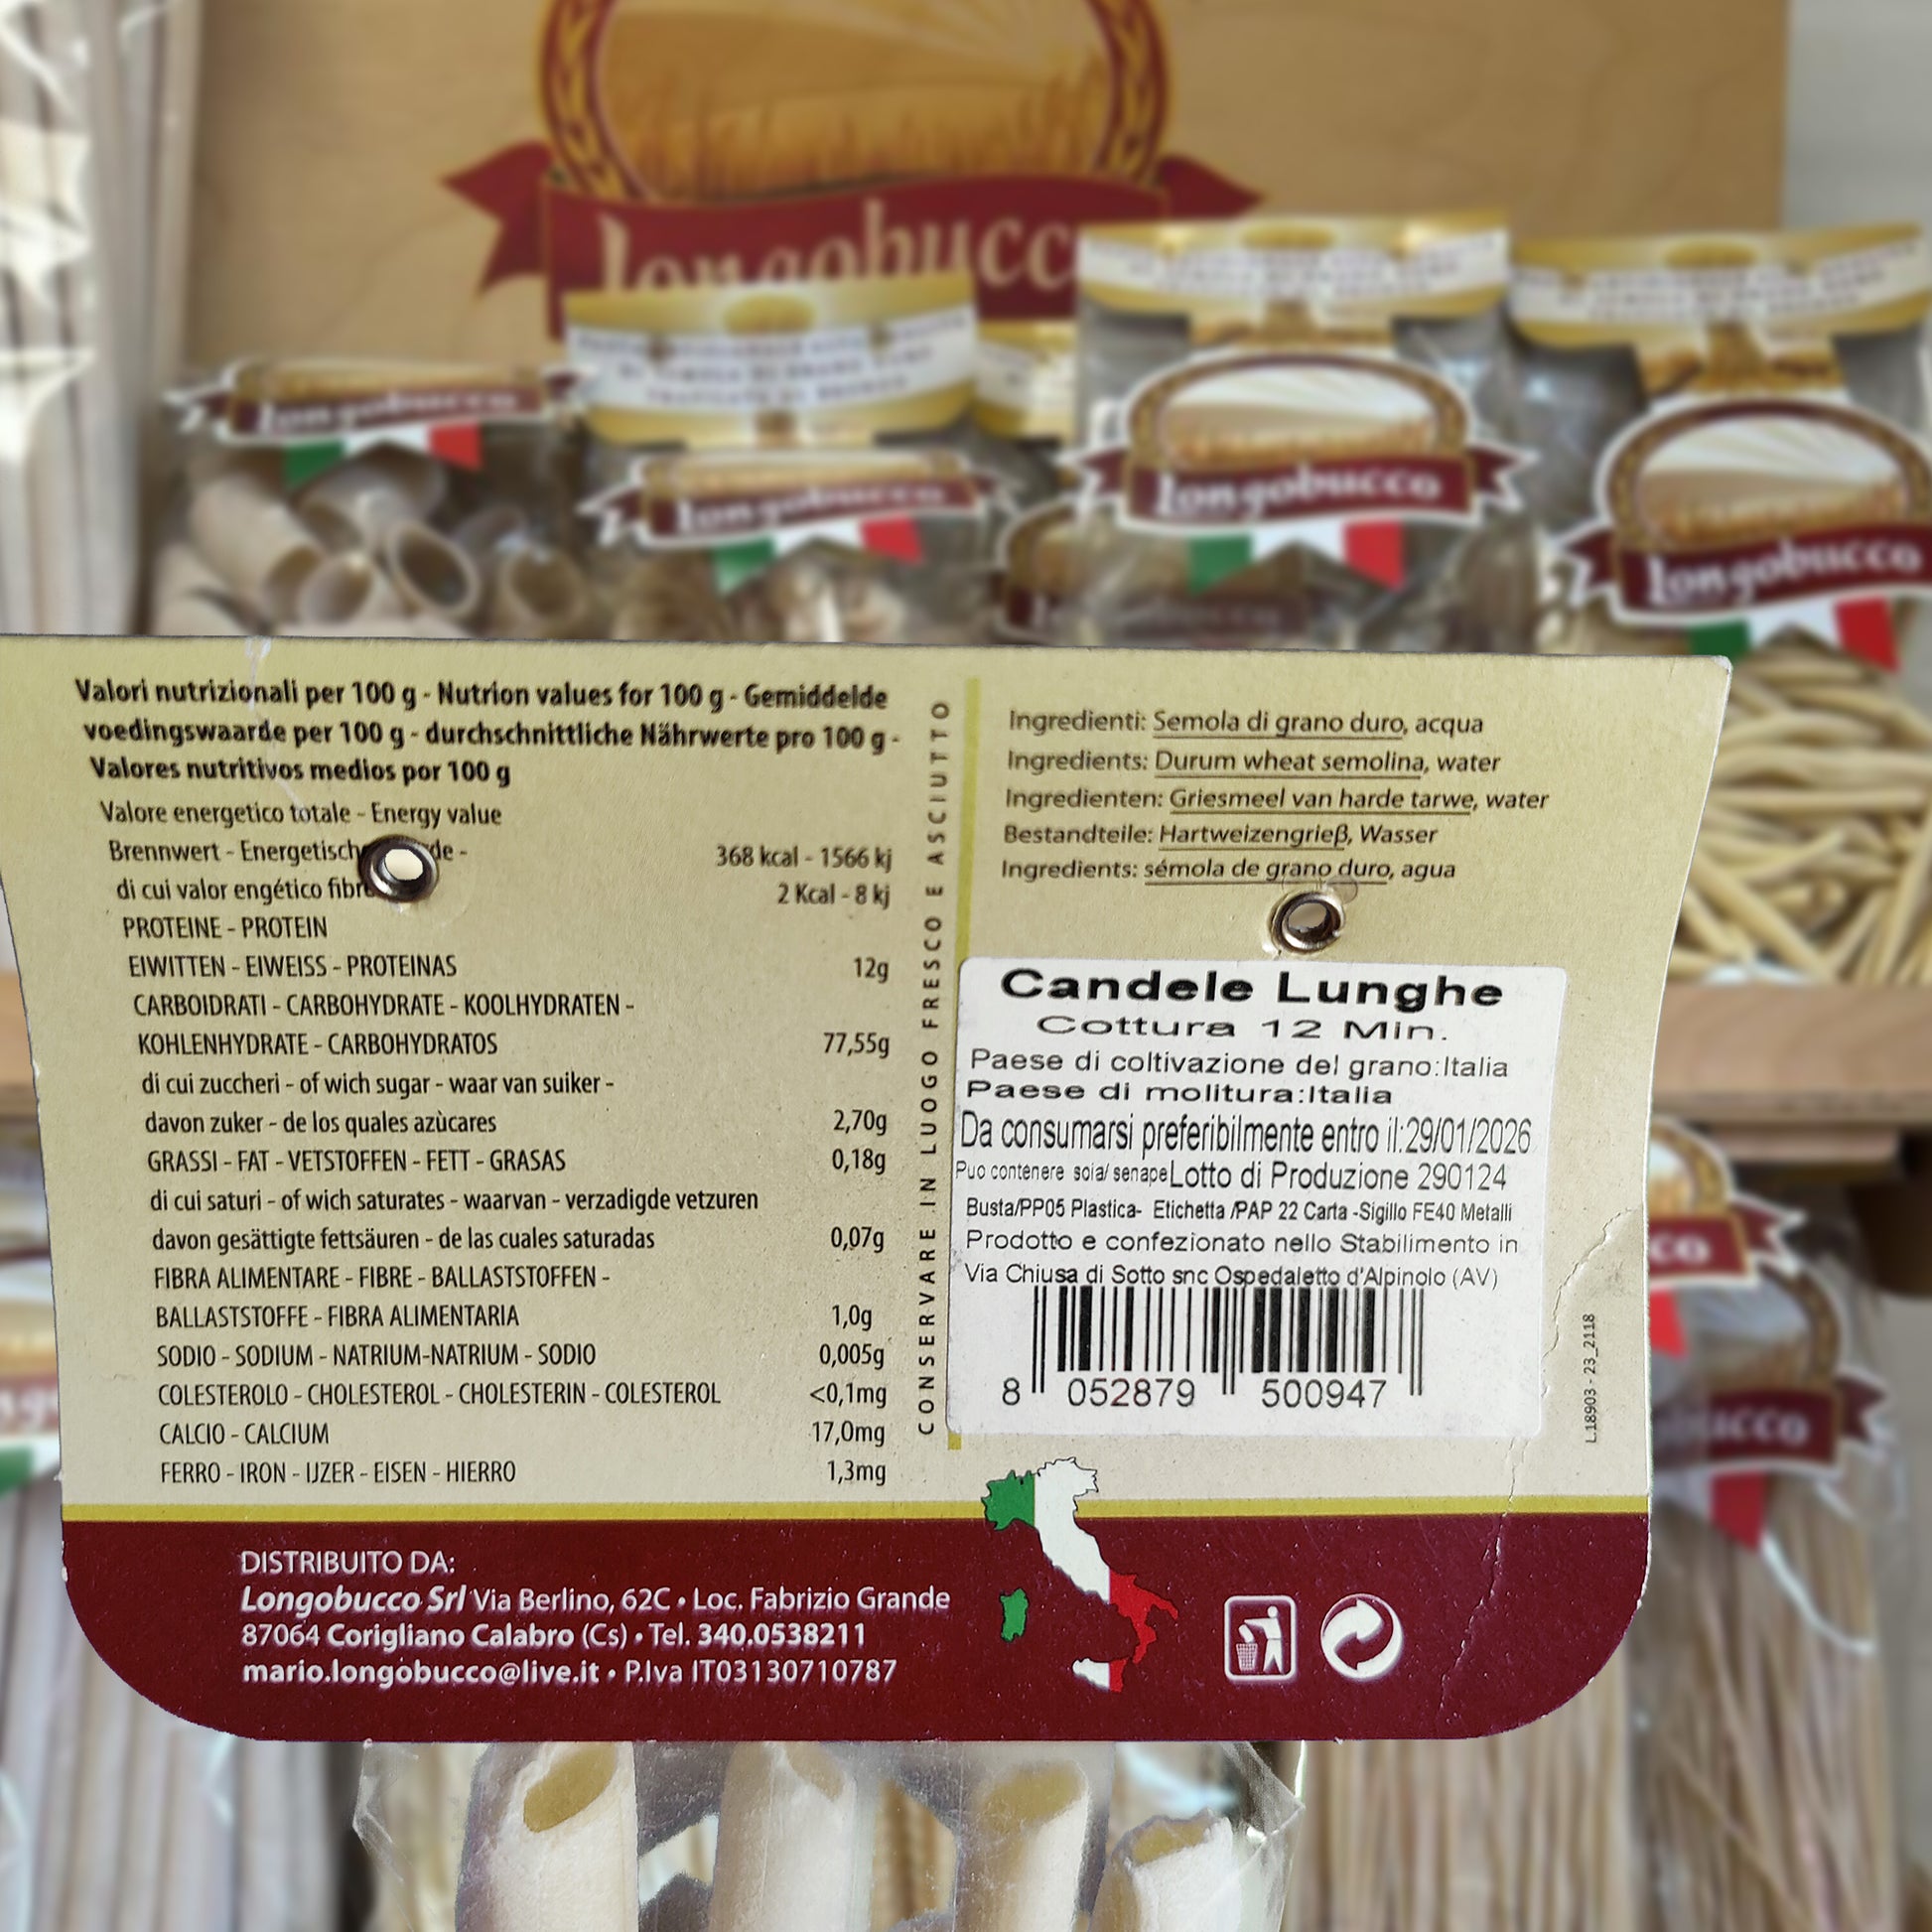 Longobucc
Longobucco
Longobucco
Longobucco
Longobucco
Valori nutrizionali per 100 g - Nutrion values for 100 g - Gemiddelde
voedingswaarde per 100 g - durchschnittliche Nährwerte pro 100 g -
Valores nutritivos medios por 100 g
Valore energetico totale - Energy value
Brennwert - Energetisch de -
368 kcal - 1566 kj
di cui valor engético fibre
2 Kcal - 8 kj
PROTEINE - PROTEIN
EIWITTEN - EIWEISS - PROTEINAS 12g
CARBOIDRATI - CARBOHYDRATE - KOOLHYDRATEN -
KOHLENHYDRATE - CARBOHYDRATOS 77,55g
di cui zuccheri - of wich sugar - waar van suiker -
davon zuker - de los quales azùcares 2,70g
GRASSI - FAT - VETSTOFFEN - FETT - GRASAS 0,18g
di cui saturi - of wich saturates - waarvan - verzadigde vetzuren
davon gesättigte fettsäuren - de las cuales saturadas 0,07g
FIBRA ALIMENTARE - FIBRE - BALLASTSTOFFEN -
BALLASTSTOFFE - FIBRA ALIMENTARIA 1,0g
SODIO - SODIUM - NATRIUM-NATRIUM - SODIO 0,005g
COLESTEROLO - CHOLESTEROL - CHOLESTERIN - COLESTEROL <0,1mg
CALCIO - CALCIUM 17,0mg
FERRO - IRON - IJZER - EISEN - HIERRO 1,3mg
CONSERVARE IN LUOGO FRESCO E ASCIUTTO
Ingredienti: Semola di grano duro, acqua
Ingredients: Durum wheat semolina, water
Ingredienten: Griesmeel van harde tarwe, water
Bestandteile: Hartweizengrieβ, Wasser
Ingredients: sémola de grano duro, agua
Candele Lunghe
Cottura 12 Min.
Paese di coltivazione del grano:Italia
Paese di molitura:Italia
Da consumarsi preferibilmente entro il:29/01/2026
Puo contenere soia/ senape Lotto di Produzione 290124
Busta/PP05 Plastica- Etichetta /PAP 22 Carta -Sigillo FE40 Metalli
Prodotto e confezionato nello Stabilimento in
Via Chiusa di Sotto snc Ospedaletto d'Alpinolo (AV)
8 052879 500947
L.18903 - 23_2118
DISTRIBUITO DA:
Longobucco Srl Via Berlino, 62C • Loc. Fabrizio Grande
87064 Corigliano Calabro (Cs) • Tel. 340.0538211
mario.longobucco@live.it • P.Iva IT03130710787